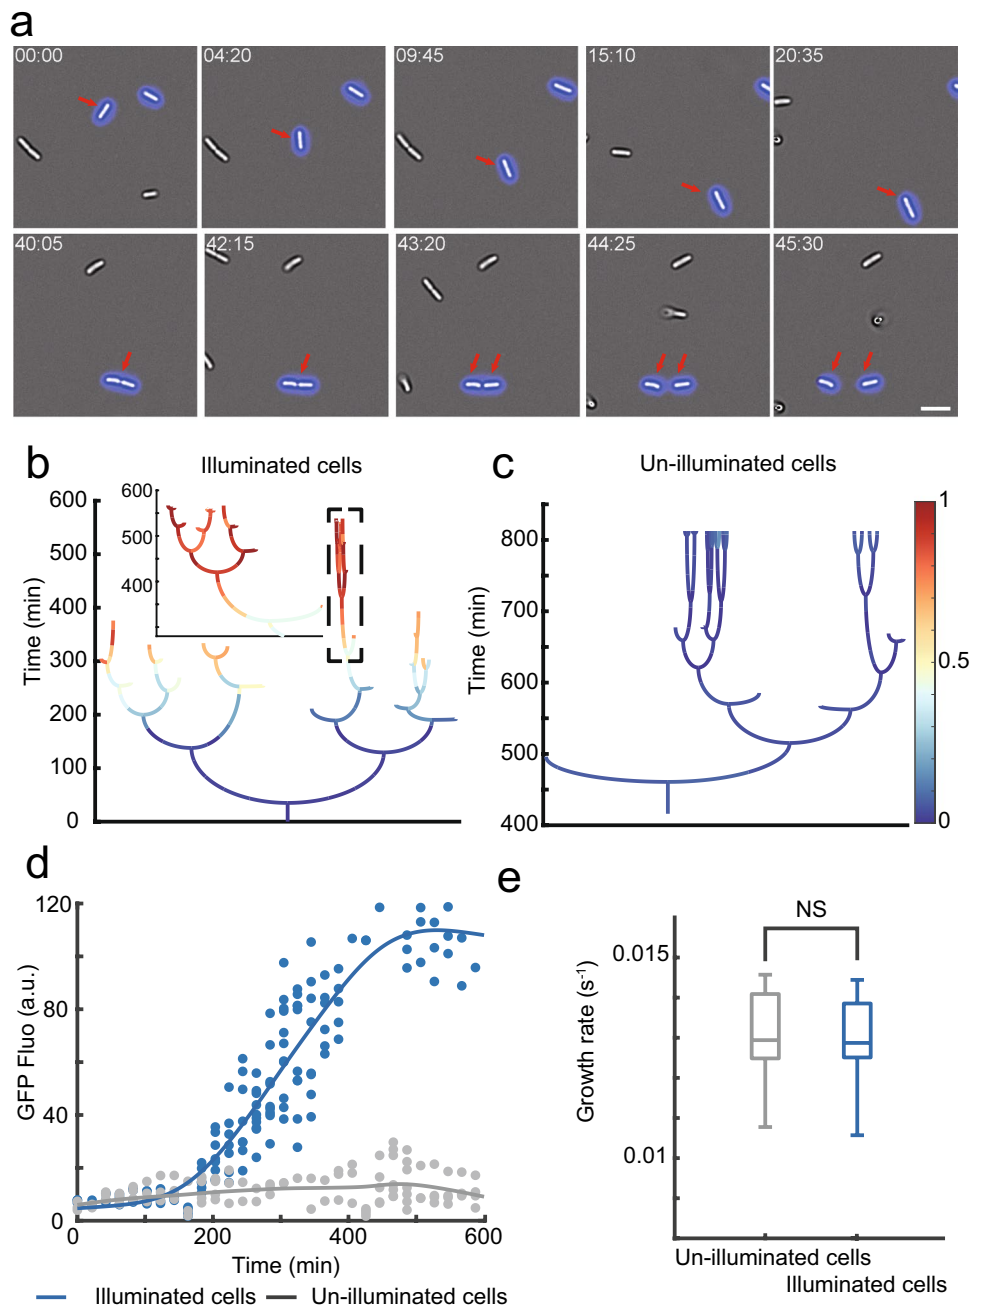 a
00:00 04:20 09:45 15:10 20:35
40:05 42:15 43:20 44:25 45:30
b
Illuminated cells
600
500
400
300
200
100
0
Time (min)
600
500
400
c
Un-illuminated cells
800
700
600
500
400
Time (min)
1
0.5
0
d
120
80
40
0
GFP Fluo (a.u.)
0 200 400 600
Time (min)
Illuminated cells Un-illuminated cells
e
NS
0.015
0.01
Growth rate (s-1)
Un-illuminated cells
Illuminated cells